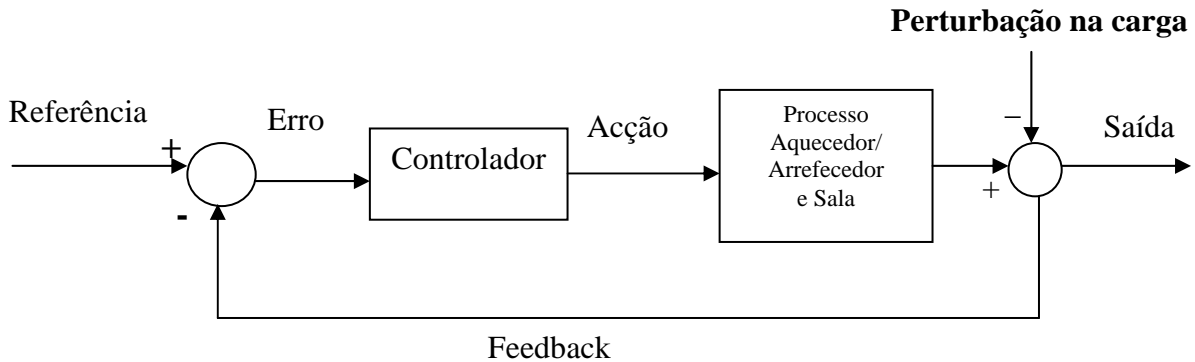 Perturbação na carga
Referência
Erro
Acção
Saída
+
-
Controlador
Processo
Aquecedor/
Arrefecedor
e Sala
−
+
Feedback